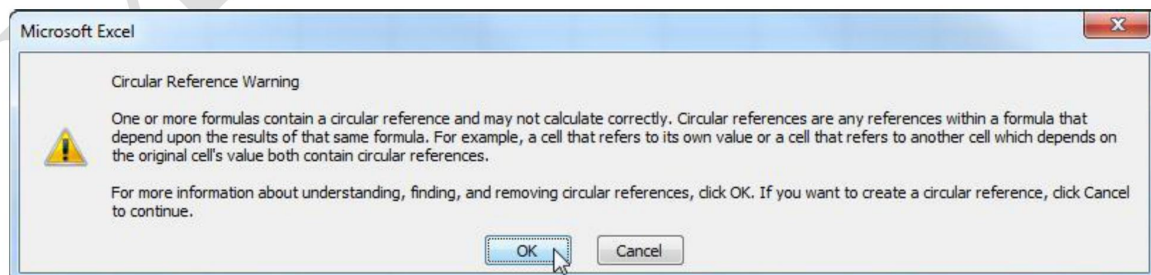 Microsoft Excel
Circular Reference Warning
One or more formulas contain a circular reference and may not calculate correctly. Circular references are any references within a formula that
depend upon the results of that same formula. For example, a cell that refers to its own value or a cell that refers to another cell which depends on
the original cell's value both contain circular references.
For more information about understanding, finding, and removing circular references, click OK. If you want to create a circular reference, click Cancel
to continue.
OK
Cancel